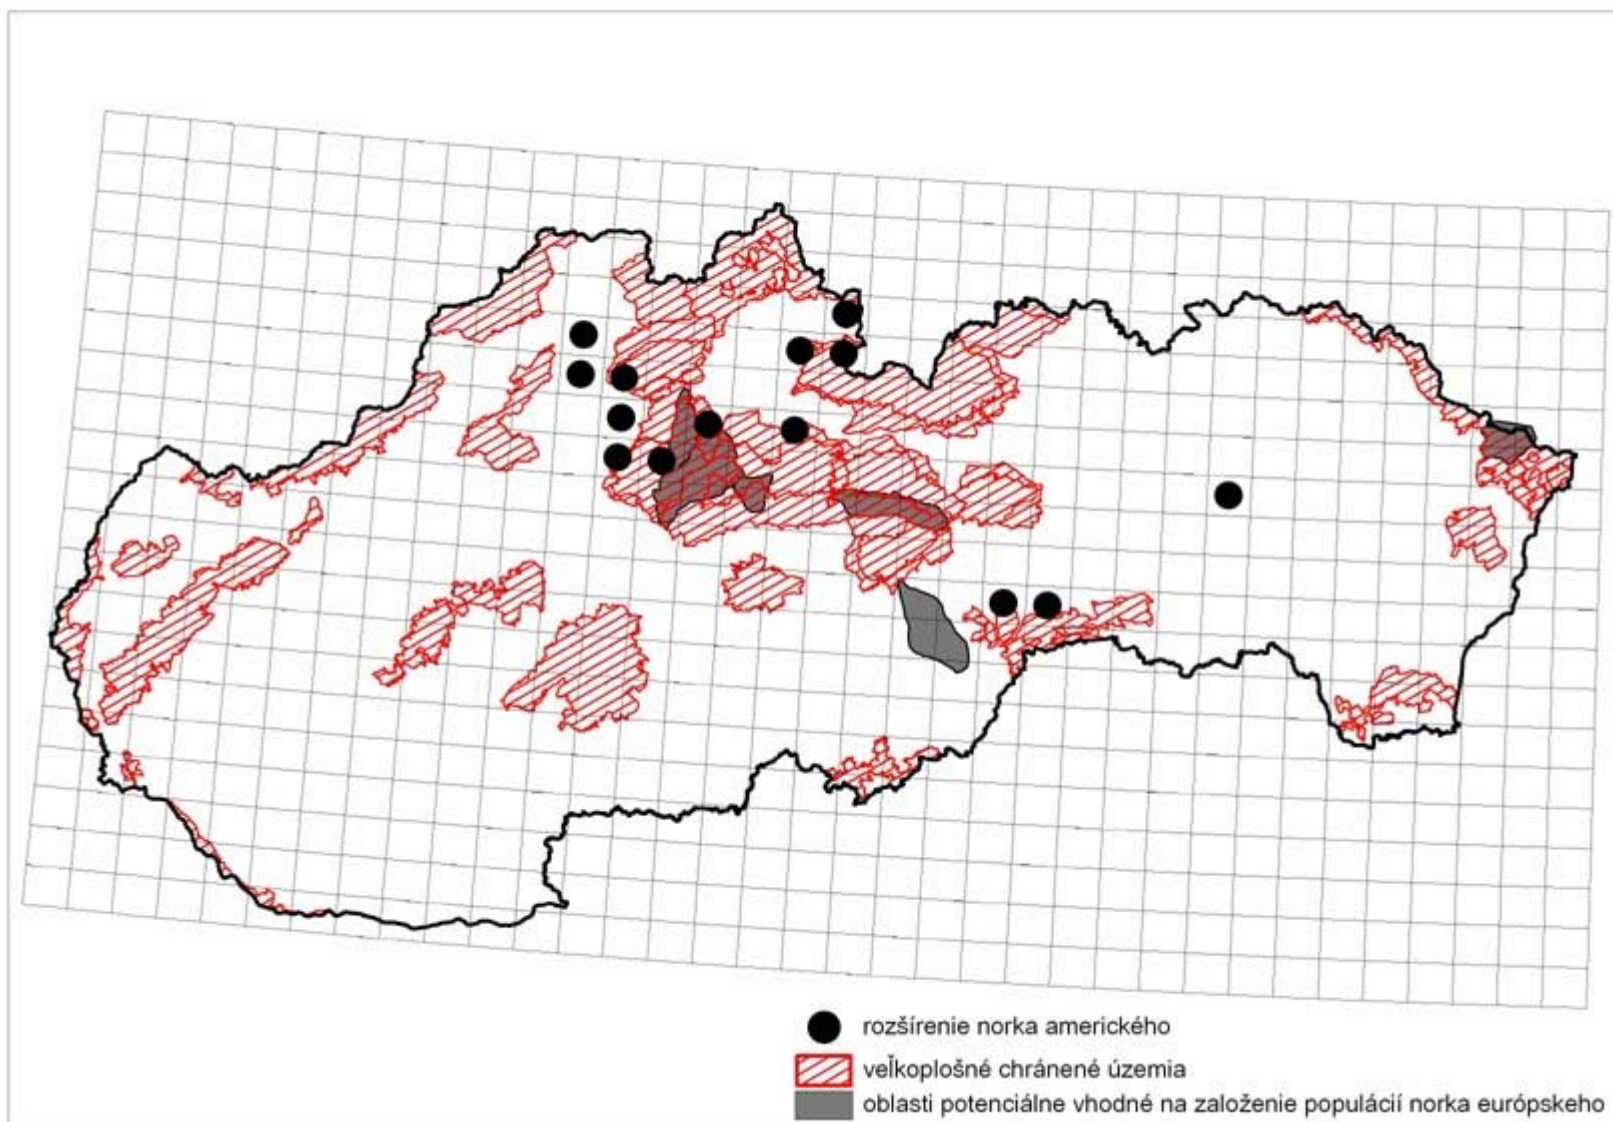 rozšírenie norka amerického
veľkoplošné chránené územia
oblasti potenciálne vhodné na založenie populácií norka európskeho